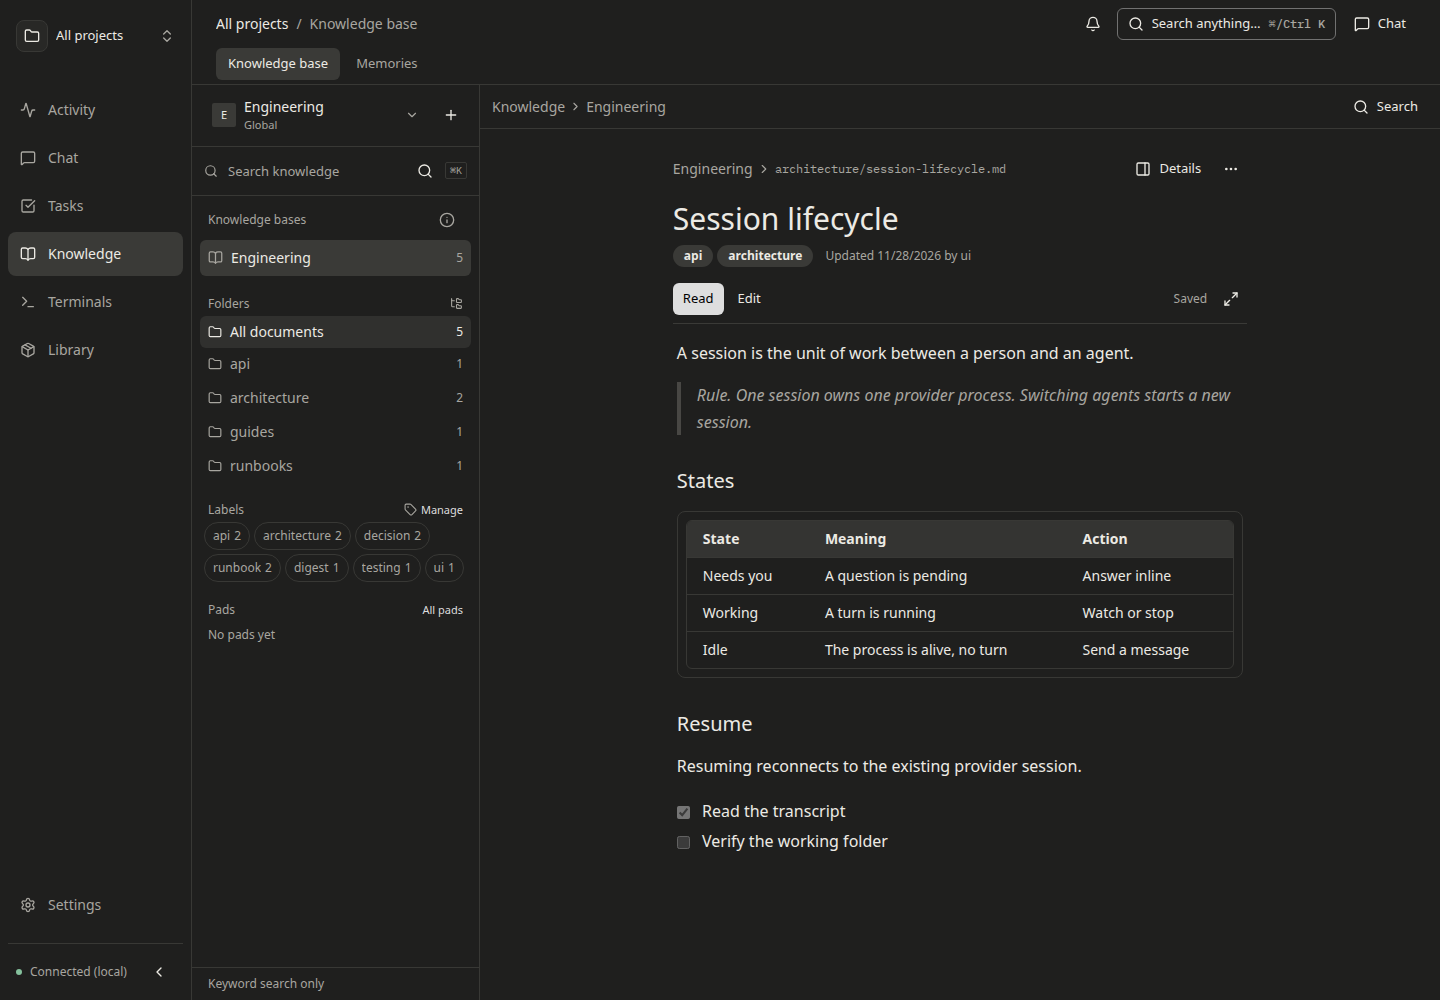 All projects
Activity
Chat
Tasks
Knowledge
Terminals
Library
Settings
Connected (local)
All projects / Knowledge base
Search anything... ⌘/Ctrl K
Chat
Knowledge base
Memories
E
Engineering
Global
Search knowledge
⌘K
Knowledge bases
Engineering 5
Folders
All documents 5
api 1
architecture 2
guides 1
runbooks 1
Labels
Manage
api 2 architecture 2 decision 2
runbook 2 digest 1 testing 1 ui 1
Pads
All pads
No pads yet
Keyword search only
Knowledge > Engineering
Search
Engineering > architecture/session-lifecycle.md
Details
Session lifecycle
api architecture Updated 11/28/2026 by ui
Read Edit
Saved
A session is the unit of work between a person and an agent.
Rule. One session owns one provider process. Switching agents starts a new
session.
States
State Meaning Action
Needs you A question is pending Answer inline
Working A turn is running Watch or stop
Idle The process is alive, no turn Send a message
Resume
Resuming reconnects to the existing provider session.
Read the transcript
Verify the working folder